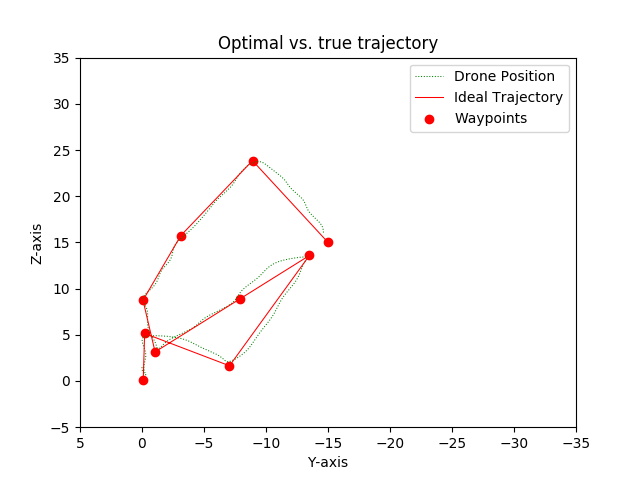 Optimal vs. true trajectory
Drone Position
Ideal Trajectory
Waypoints
Z-axis
35
30
25
20
15
10
5
0
−5
5 0 −5 −10 −15 −20 −25 −30 −35
Y-axis